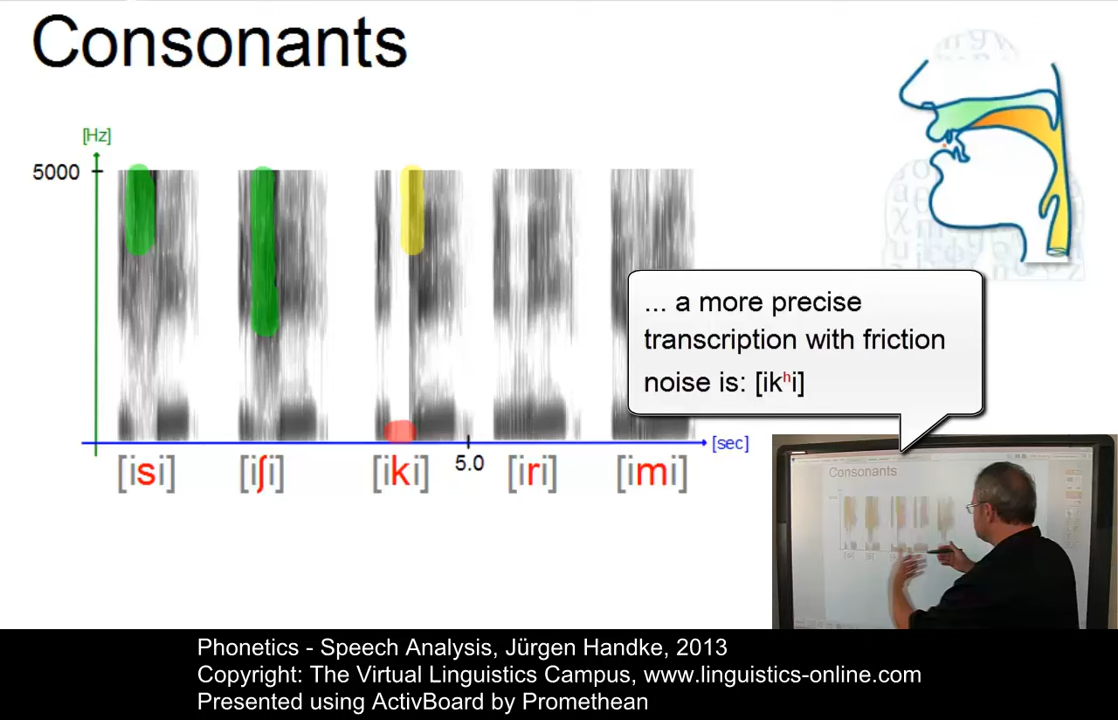 Consonants
[Hz]
5000
... a more precise
transcription with friction
noise is: [ikʰi]
[sec]
5.0
[isi] [iʃi] [iki] [iri] [imi]
Consonants
Phonetics - Speech Analysis, Jürgen Handke, 2013
Copyright: The Virtual Linguistics Campus, www.linguistics-online.com
Presented using ActivBoard by Promethean